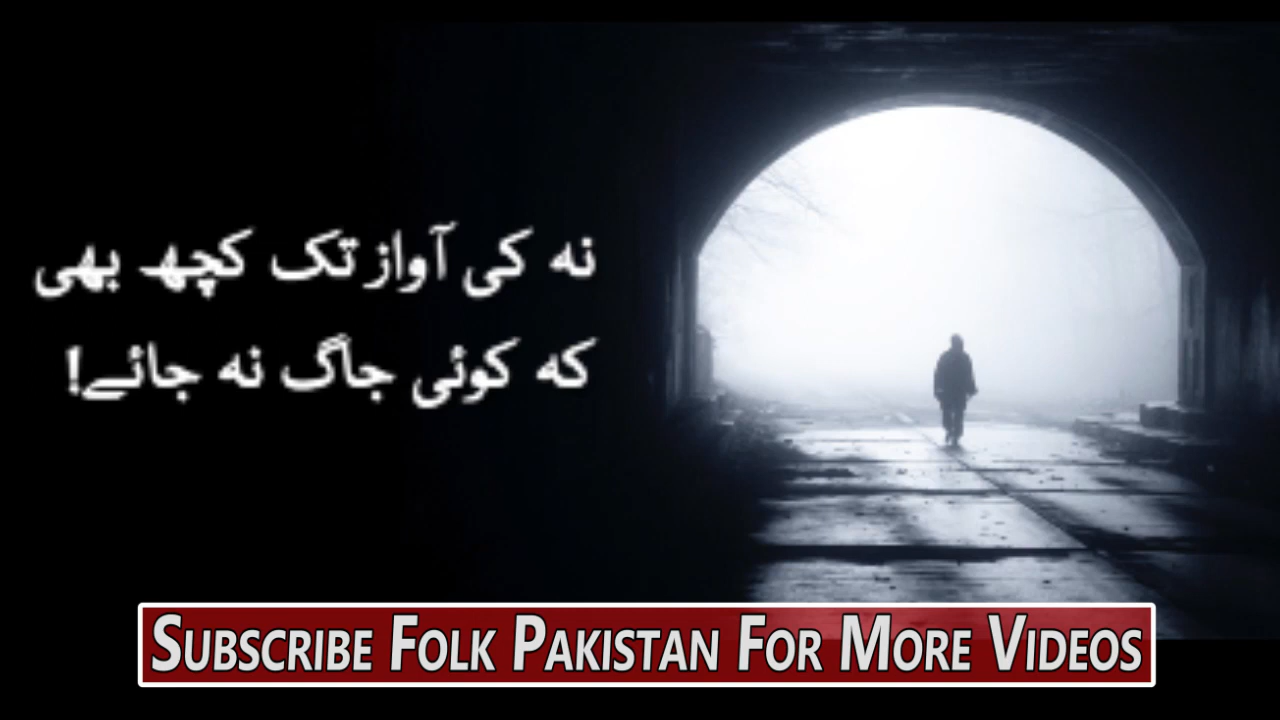 نہ کی آواز تک کچھ بھی
کہ کوئی جاگ نہ جائے!
SUBSCRIBE FOLK PAKISTAN FOR MORE VIDEOS